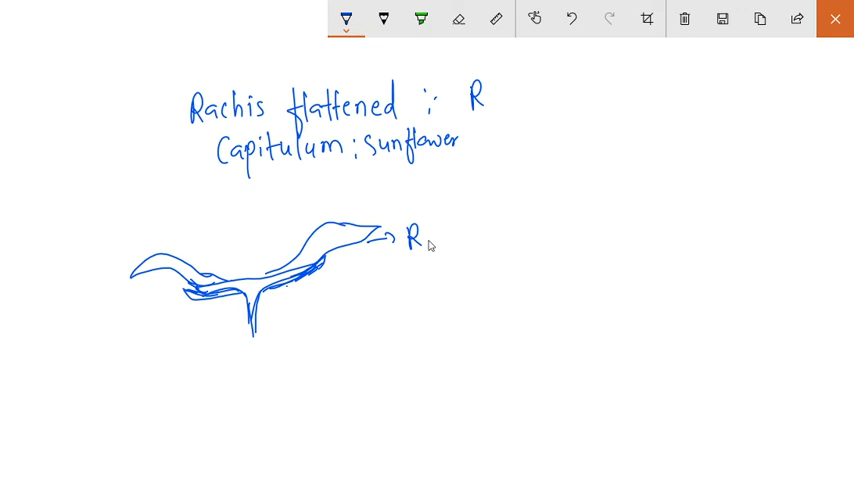 Rachis flattened : R
Capitulum : Sunflower
→ R